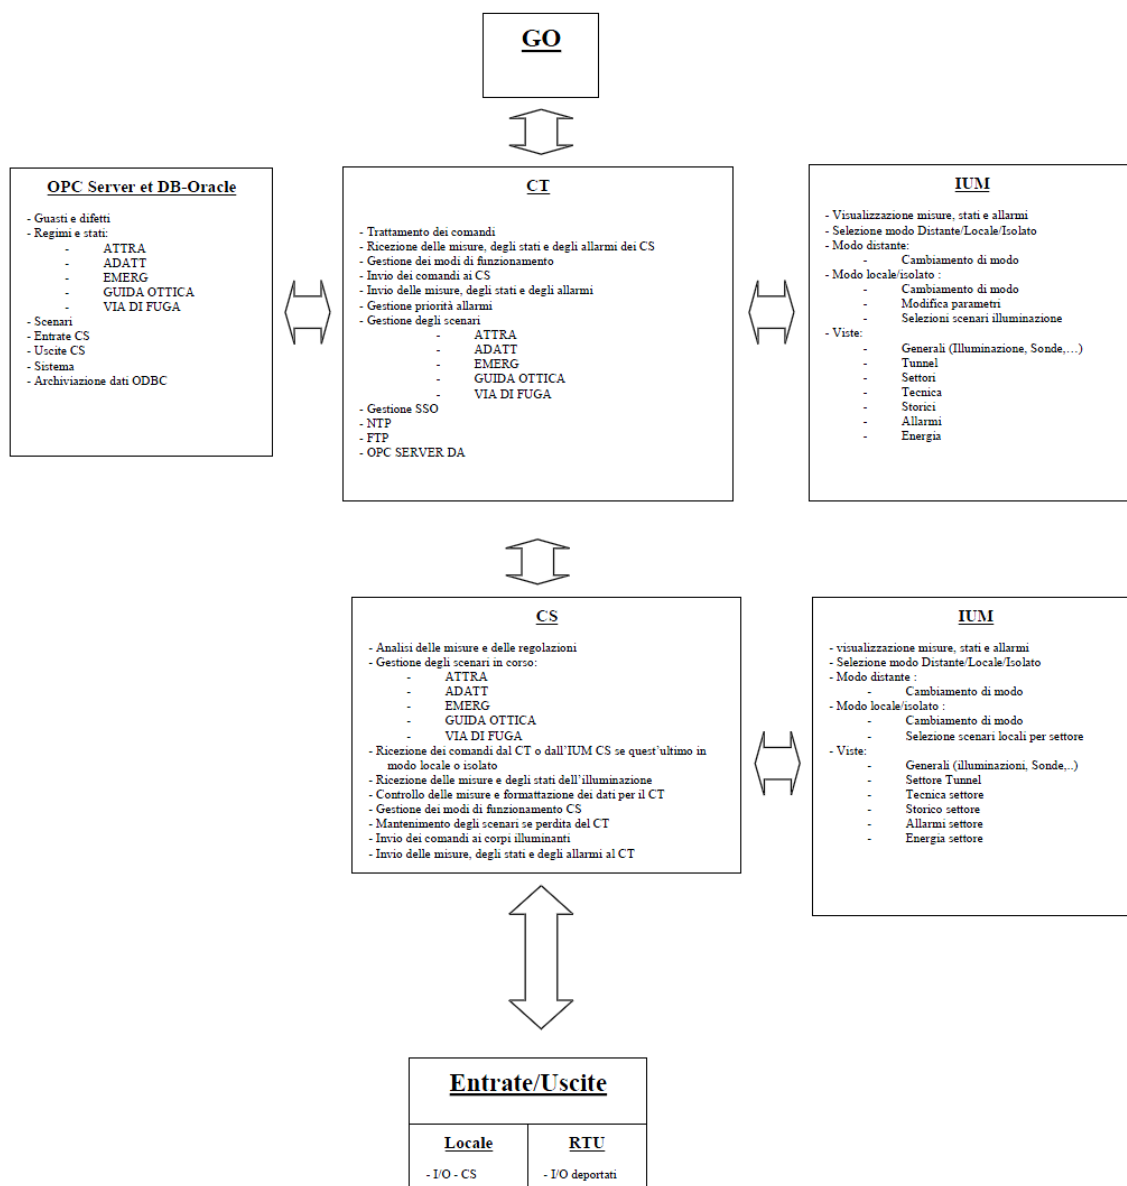 GO
OPC Server et DB-Oracle
- Guasti e difetti
- Regimi e stati:
- ATTRA
- ADATT
- EMERG
- GUIDA OTTICA
- VIA DI FUGA
- Scenari
- Entrate CS
- Uscite CS
- Sistema
- Archiviazione dati ODBC
CT
- Trattamento dei comandi
- Ricezione delle misure, degli stati e degli allarmi dei CS
- Gestione dei modi di funzionamento
- Invio dei comandi ai CS
- Invio delle misure, degli stati e degli allarmi
- Gestione priorità allarmi
- Gestione degli scenari
- ATTRA
- ADATT
- EMERG
- GUIDA OTTICA
- VIA DI FUGA
- Gestione SSO
- NTP
- FTP
- OPC SERVER DA
IUM
- Visualizzazione misure, stati e allarmi
- Selezione modo Distante/Locale/Isolato
- Modo distante:
- Cambiamento di modo
- Modo locale/isolato :
- Cambiamento di modo
- Modifica parametri
- Selezioni scenari illuminazione
- Viste:
- Generali (Illuminazione, Sonde,…)
- Tunnel
- Settori
- Tecnica
- Storici
- Allarmi
- Energia
CS
- Analisi delle misure e delle regolazioni
- Gestione degli scenari in corso:
- ATTRA
- ADATT
- EMERG
- GUIDA OTTICA
- VIA DI FUGA
- Ricezione dei comandi dal CT o dall'IUM CS se quest'ultimo in
modo locale o isolato
- Ricezione delle misure e degli stati dell'illuminazione
- Controllo delle misure e formattazione dei dati per il CT
- Gestione dei modi di funzionamento CS
- Mantenimento degli scenari se perdita del CT
- Invio dei comandi ai corpi illuminanti
- Invio delle misure, degli stati e degli allarmi al CT
IUM
- visualizzazione misure, stati e allarmi
- Selezione modo Distante/Locale/Isolato
- Modo distante :
- Cambiamento di modo
- Modo locale/isolato :
- Cambiamento di modo
- Selezione scenari locali per settore
- Viste:
- Generali (illuminazioni, Sonde,..)
- Settore Tunnel
- Tecnica settore
- Storico settore
- Allarmi settore
- Energia settore
Entrate/Uscite
Locale
- I/O - CS
RTU
- I/O deportati